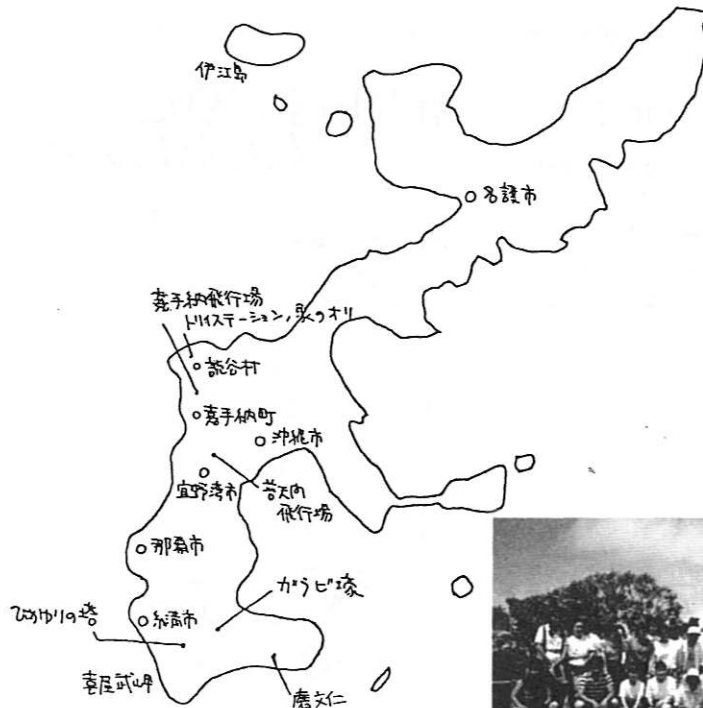 伊江島
名護市
嘉手納飛行場
トリイステーション, 象のオリ
読谷村
嘉手納町
沖縄市
宜野湾市
普天間
飛行場
那覇市
ガラビ壕
ひめゆりの塔
糸満市
喜屋武岬
摩文仁